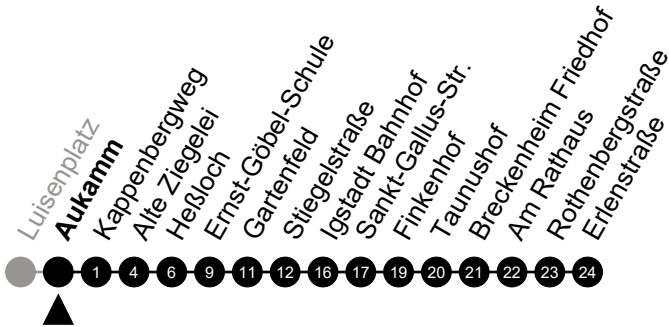 Luisenplatz
Aukamm
Kappenbergweg
Alte Ziegelei
Heßloch
Ernst-Göbel-Schule
Gartenfeld
Stiegelstraße
Igstadt Bahnhof
Sankt-Gallus-Str.
Finkenhof
Taunushof
Breckenheim Friedhof
Am Rathaus
Rothenbergstraße
Erlenstraße
1 4 6 9 11 12 16 17 19 20 21 22 23 24